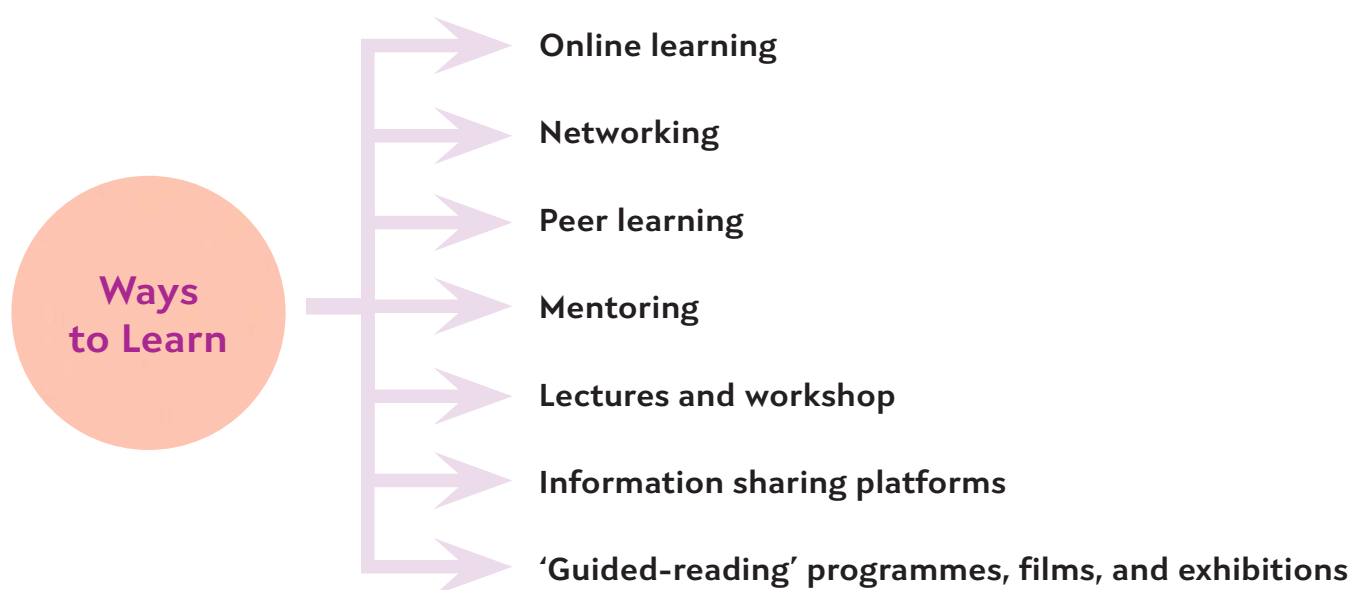 Ways
to Learn
Online learning
Networking
Peer learning
Mentoring
Lectures and workshop
Information sharing platforms
‘Guided-reading’ programmes, films, and exhibitions